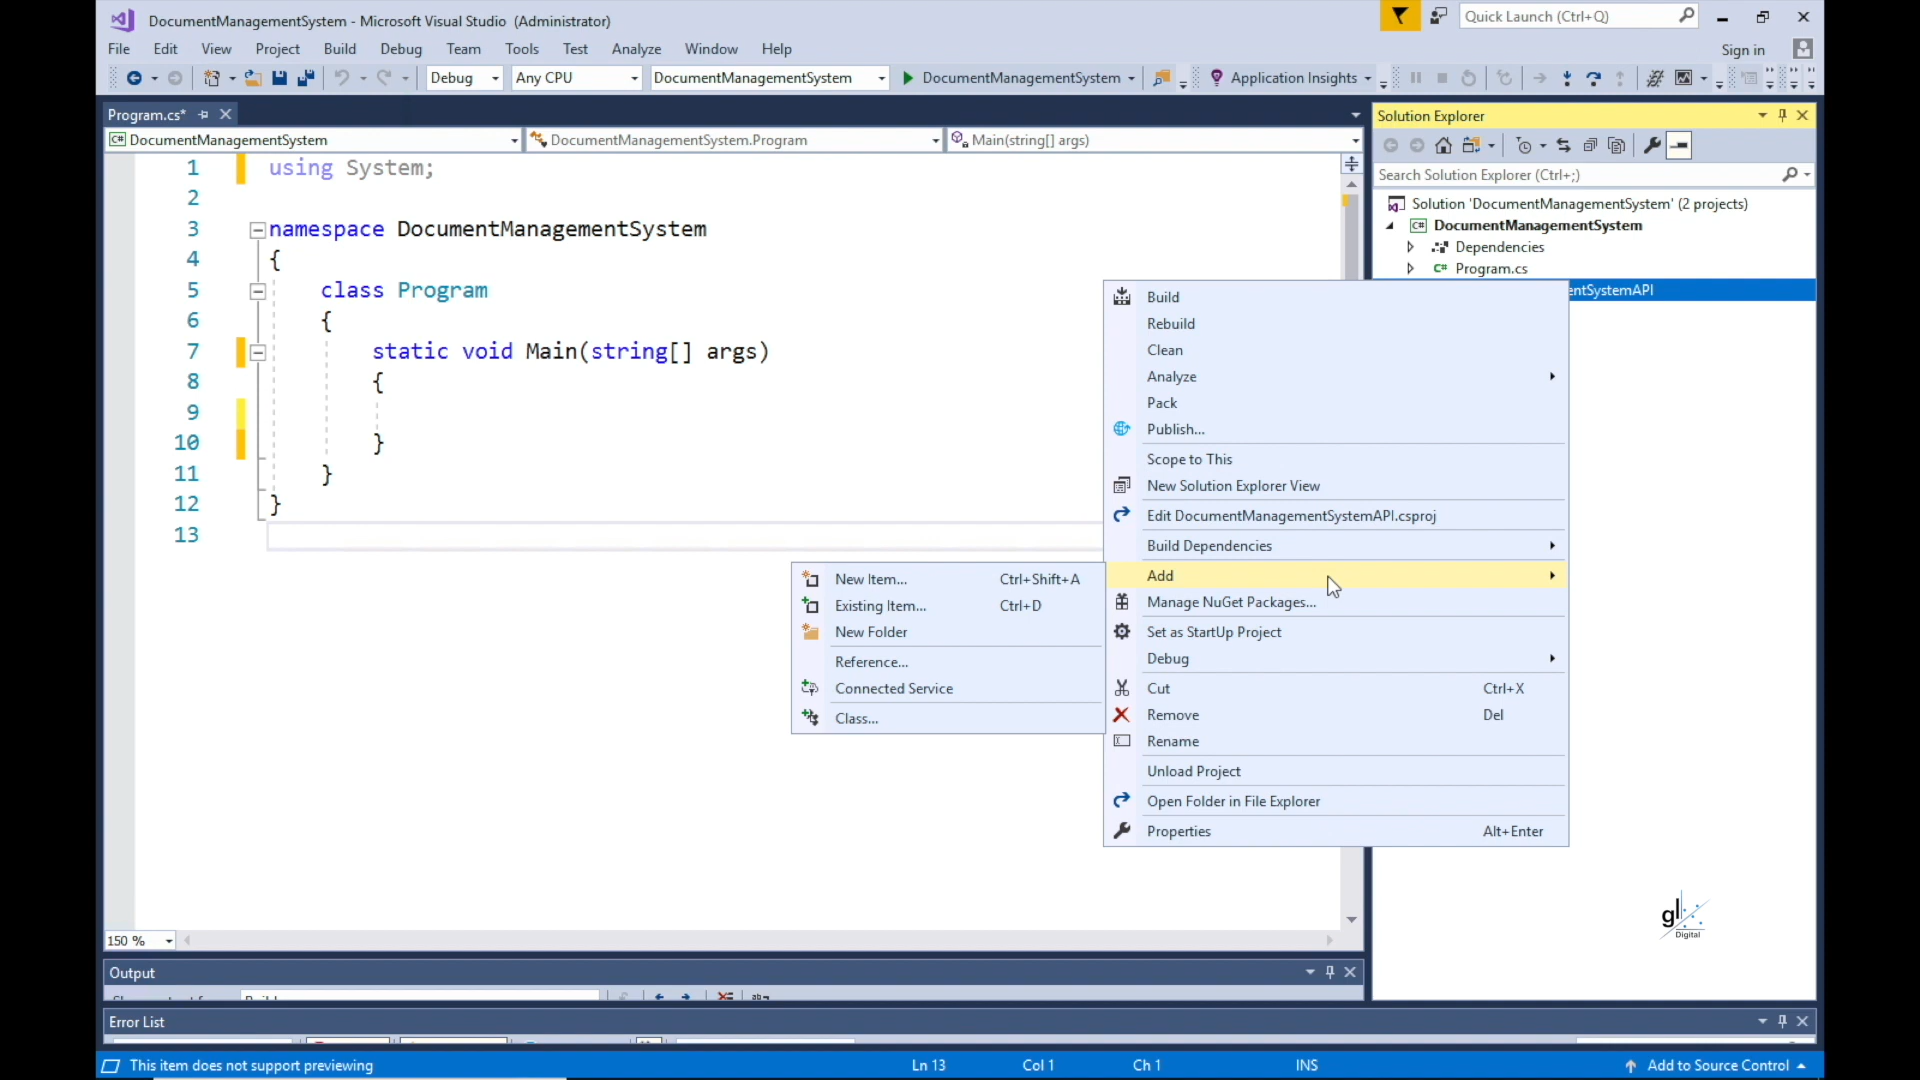 DocumentManagementSystem - Microsoft Visual Studio (Administrator)
Quick Launch (Ctrl+Q)
File Edit View Project Build Debug Team Tools Test Analyze Window Help
Sign in
Debug Any CPU DocumentManagementSystem DocumentManagementSystem Application Insights
Program.cs*
DocumentManagementSystem DocumentManagementSystem.Program Main(string[] args)
1 using System;
2
3 namespace DocumentManagementSystem
4 {
5 class Program
6 {
7 static void Main(string[] args)
8 {
9
10 }
11 }
12 }
13
Solution Explorer
Search Solution Explorer (Ctrl+;)
Solution 'DocumentManagementSystem' (2 projects)
C# DocumentManagementSystem
Dependencies
C# Program.cs
entSystemAPI
Build
Rebuild
Clean
Analyze
Pack
Publish...
Scope to This
New Solution Explorer View
Edit DocumentManagementSystemAPI.csproj
Build Dependencies
Add
Manage NuGet Packages...
Set as StartUp Project
Debug
Cut Ctrl+X
Remove Del
Rename
Unload Project
Open Folder in File Explorer
Properties Alt+Enter
New Item... Ctrl+Shift+A
Existing Item... Ctrl+D
New Folder
Reference...
Connected Service
Class...
gl
Digital
150 %
Output
Error List
This item does not support previewing Ln 13 Col 1 Ch 1 INS Add to Source Control